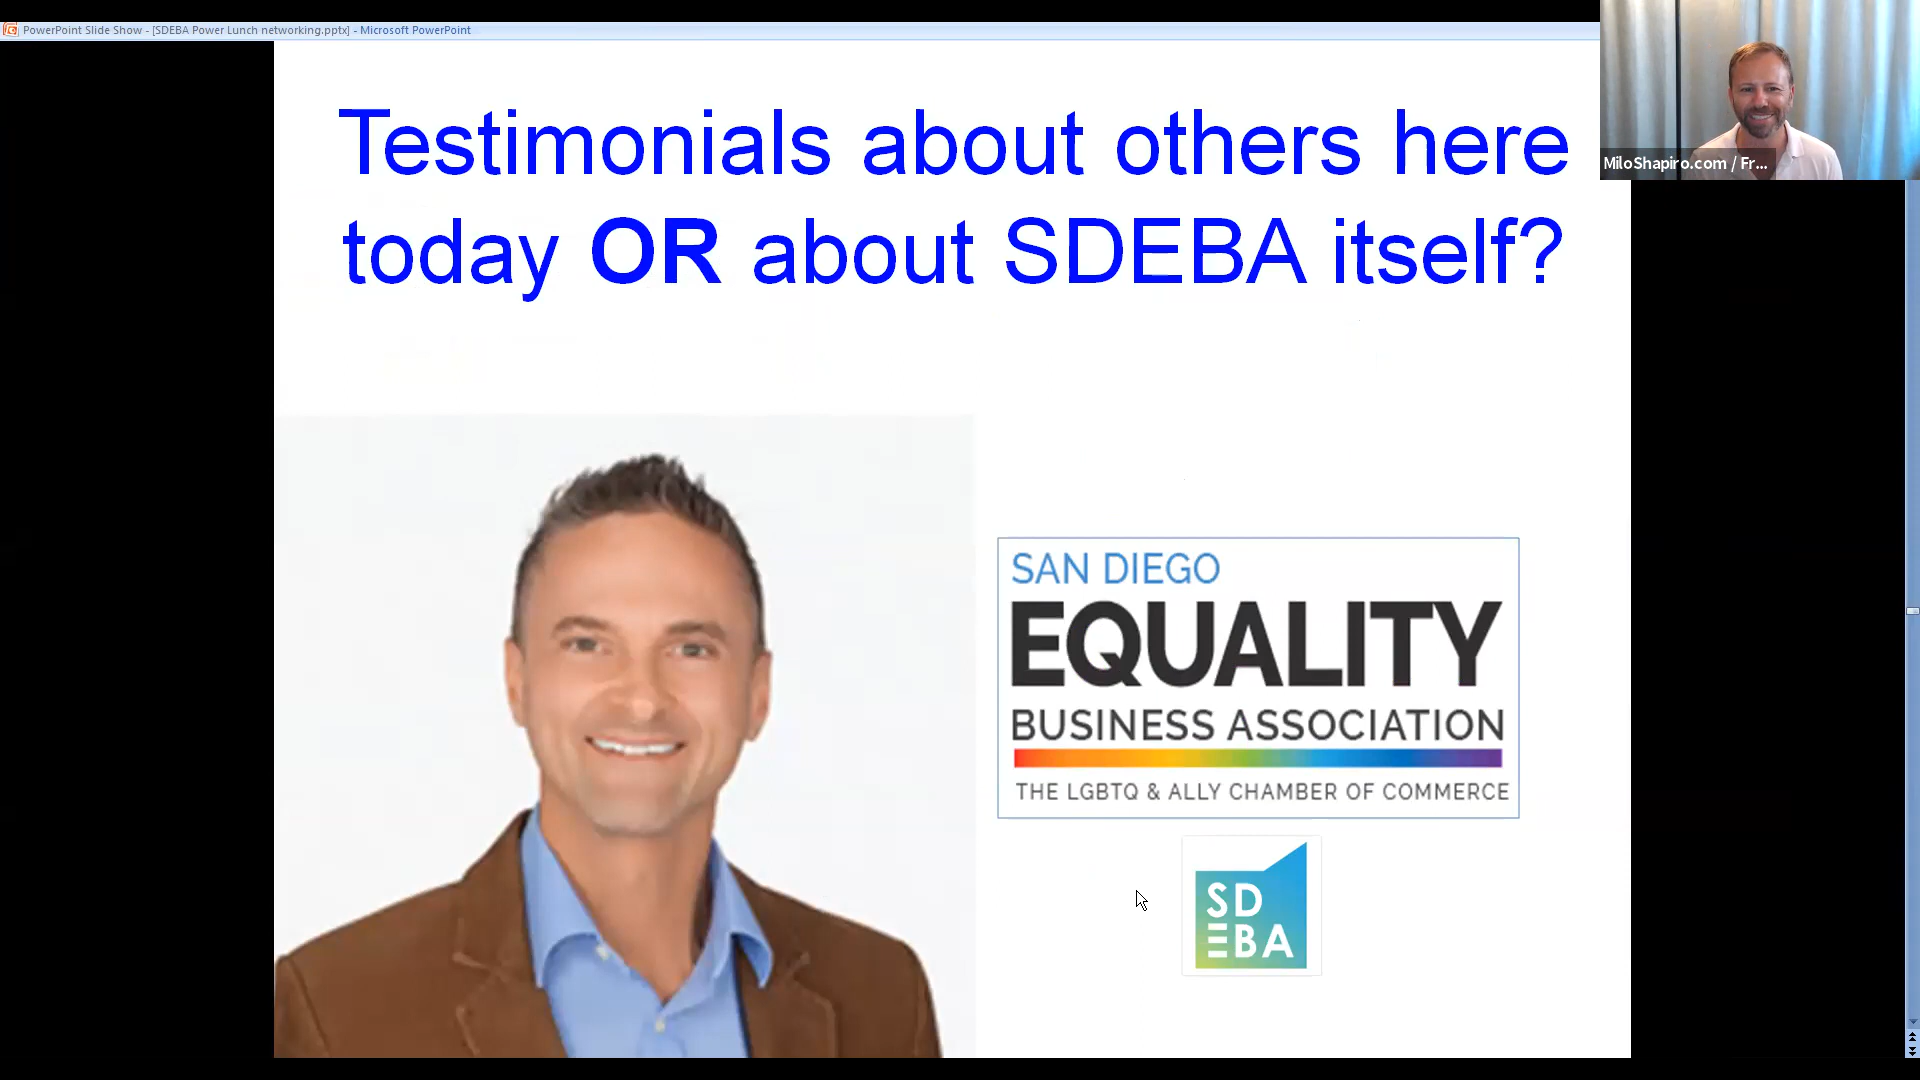 PowerPoint Slide Show - [SDEBA Power Lunch networking.pptx] - Microsoft PowerPoint
MiloShapiro.com / Fr...
Testimonials about others here
today OR about SDEBA itself?
SAN DIEGO
EQUALITY
BUSINESS ASSOCIATION
THE LGBTQ & ALLY CHAMBER OF COMMERCE
SD
EBA